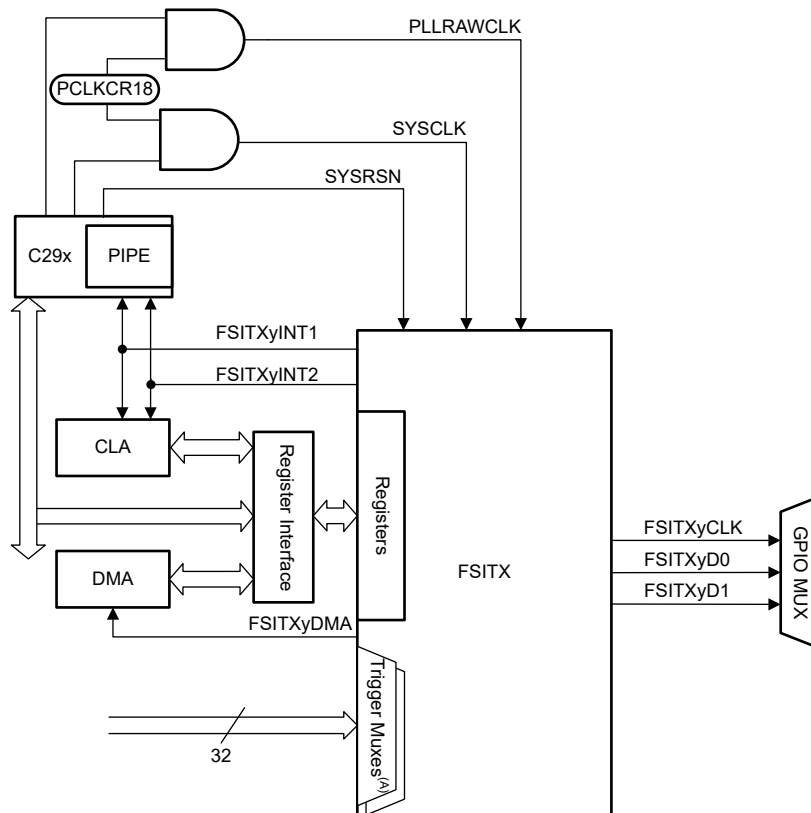 PLLRAWCLK
PCLKCR18
SYSCLK
SYSRSN
C29x
PIPE
FSITXyINT1
FSITXyINT2
CLA
Register Interface
Registers
FSITX
FSITXyCLK
FSITXyD0
FSITXyD1
GPIO MUX
DMA
FSITXyDMA
Trigger Muxes(A)
32